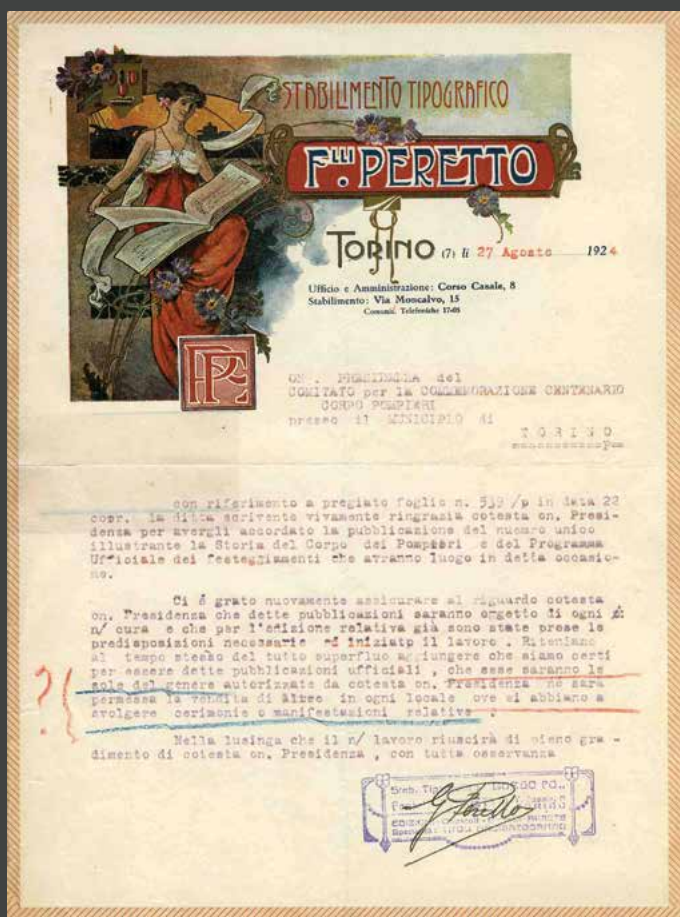 STABILIMENTO TIPOGRAFICO
F.LLI PERETTO
TORINO (7) li 27 Agosto 1924
Ufficio e Amministrazione: Corso Casale, 8
Stabilimento: Via Moncalvo, 15
Comunic. Telefoniche 17-05
ON. PRESIDENZA del
COMITATO per la COMMEMORAZIONE CENTENARIO
CORPO POMPIERI
presso il MUNICIPIO di
TORINO
con riferimento a pregiato foglio n. 539 /p in data 22
corr. la ditta scrivente vivamente ringrazia cotesta on. Presi-
denza per avergli accordato la pubblicazione del nuemro unico
illustrante la Storia del Corpo dei Pompieri e del Programma
Ufficiale dei festeggiamenti che avranno luogo in detta occasio-
ne.
Ci é grato nuovamente assicurare al riguardo cotesta
on. Presidenza che dette pubblicazioni saranno oggetto di ogni
n/ cura e che per l'edizione relativa già sono state prese le
predisposizioni necessarie ed iniziatp il lavoro . Riteniamo
al tempo stesso del tutto superfluo aggiungere che siamo certi
per essere dette pubblicazioni ufficiali , che esse saranno le
sole del genere autorizzate da cotesta on. Presidenza ne sarà
permessa la vendita di altre in ogni locale ove si abbiano a
svolgere cerimonie o manifestazioni relative .
Nella lusinga che il n/ lavoro riuscirà di pieno gra-
dimento di cotesta on. Presidenza , con tutta osservanza
Stab. Tip. BORGO PO
G. Peretto
?{